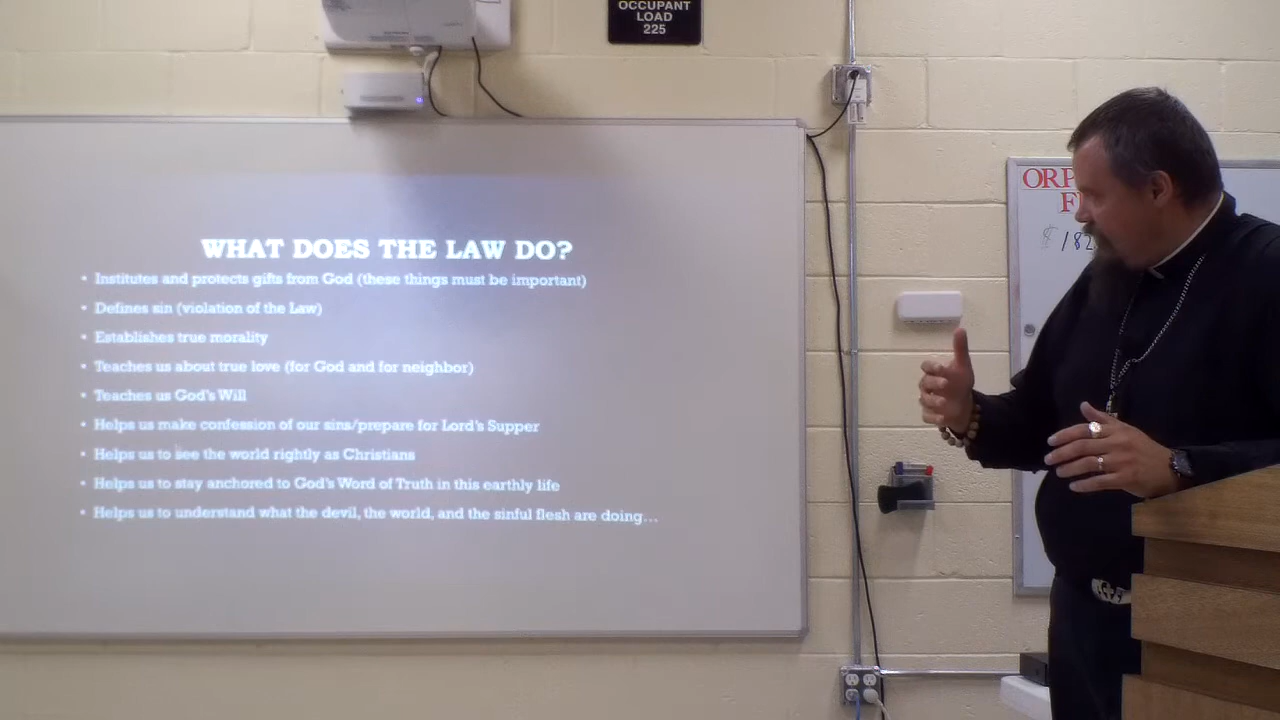 OCCUPANT
LOAD
225
WHAT DOES THE LAW DO?
• Institutes and protects gifts from God (these things must be important)
• Defines sin (violation of the Law)
• Establishes true morality
• Teaches us about true love (for God and for neighbor)
• Teaches us God's Will
• Helps us make confession of our sins/prepare for Lord's Supper
• Helps us to see the world rightly as Christians
• Helps us to stay anchored to God's Word of Truth in this earthly life
• Helps us to understand what the devil, the world, and the sinful flesh are doing...
ORP
F
$182